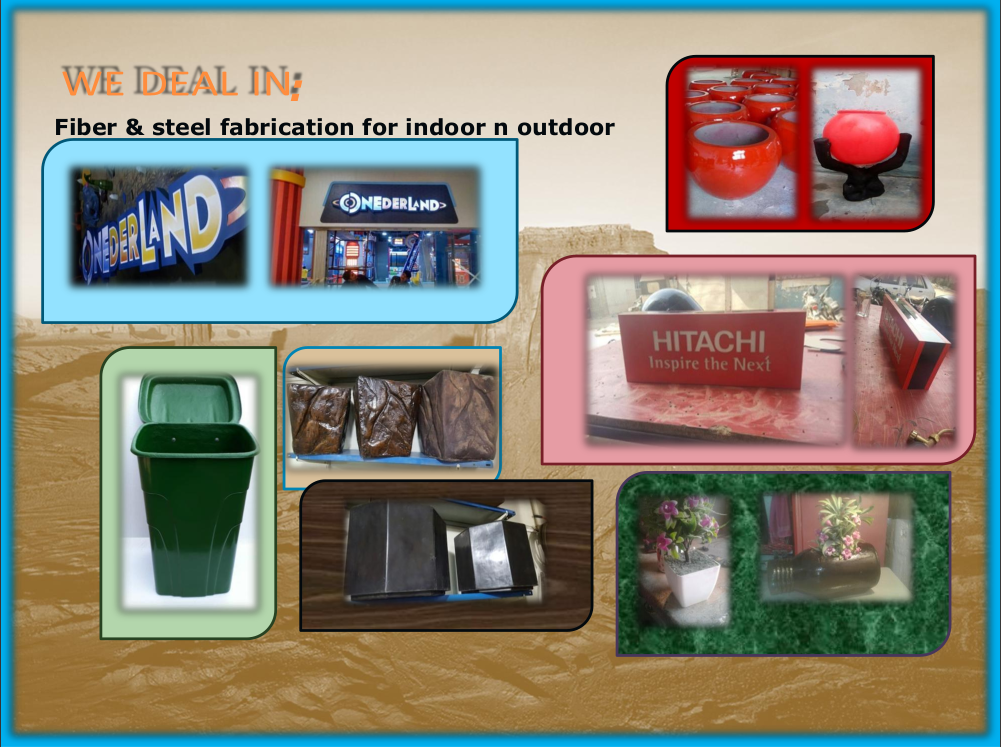 WE DEAL IN:
Fiber & steel fabrication for indoor n outdoor
ONEDERLAND
ONEDERLAND
HITACHI
Inspire the Next